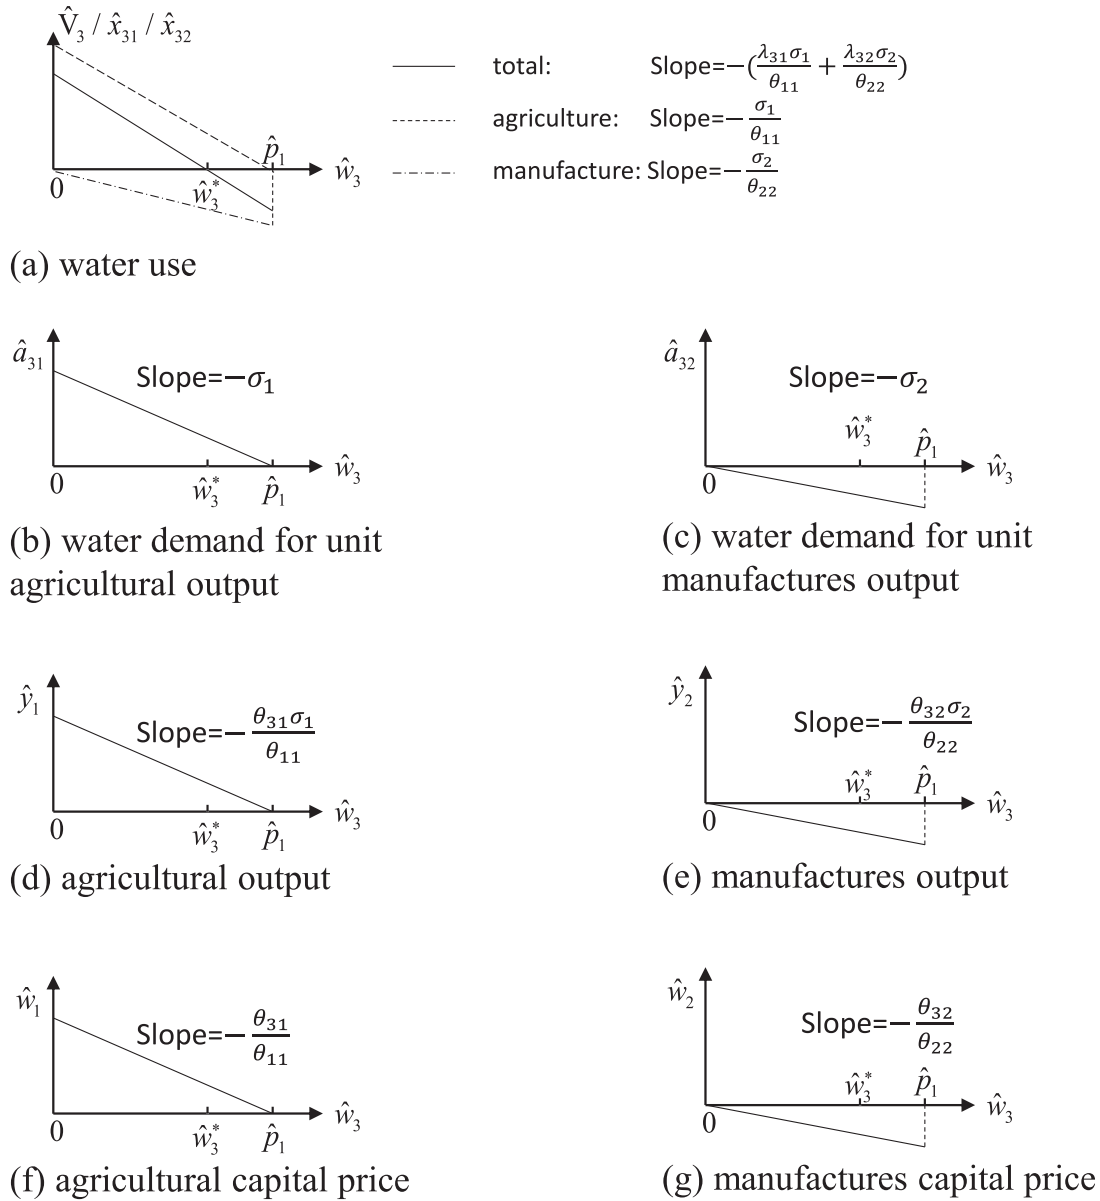 V̂₃ / x̂₃₁ / x̂₃₂
total: Slope=−(λ₃₁σ₁/θ₁₁ + λ₃₂σ₂/θ₂₂)
agriculture: Slope=− σ₁/θ₁₁
manufacture: Slope=− σ₂/θ₂₂
p̂₁
0 ŵ₃* ŵ₃
(a) water use
â₃₁
Slope=−σ₁
0 ŵ₃* p̂₁ ŵ₃
(b) water demand for unit
agricultural output
â₃₂
Slope=−σ₂
ŵ₃* p̂₁
0 ŵ₃
(c) water demand for unit
manufactures output
ŷ₁
Slope=− θ₃₁σ₁/θ₁₁
0 ŵ₃* p̂₁ ŵ₃
(d) agricultural output
ŷ₂
Slope=− θ₃₂σ₂/θ₂₂
ŵ₃* p̂₁
0 ŵ₃
(e) manufactures output
ŵ₁
Slope=− θ₃₁/θ₁₁
0 ŵ₃* p̂₁ ŵ₃
(f) agricultural capital price
ŵ₂
Slope=− θ₃₂/θ₂₂
ŵ₃* p̂₁
0 ŵ₃
(g) manufactures capital price